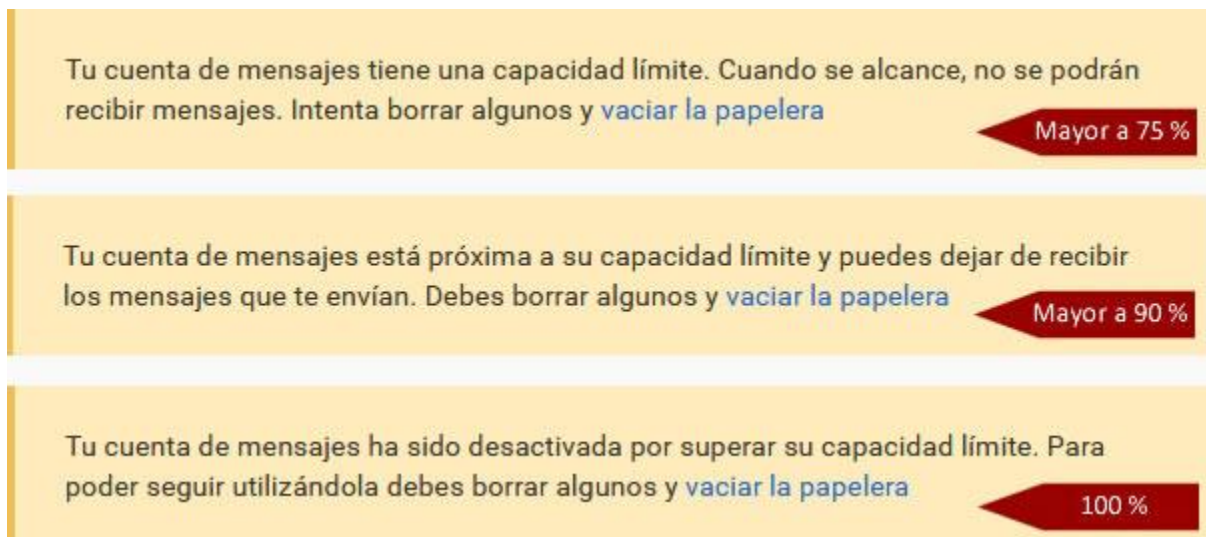 Tu cuenta de mensajes tiene una capacidad límite. Cuando se alcance, no se podrán
recibir mensajes. Intenta borrar algunos y vaciar la papelera
Mayor a 75 %
Tu cuenta de mensajes está próxima a su capacidad límite y puedes dejar de recibir
los mensajes que te envían. Debes borrar algunos y vaciar la papelera
Mayor a 90 %
Tu cuenta de mensajes ha sido desactivada por superar su capacidad límite. Para
poder seguir utilizándola debes borrar algunos y vaciar la papelera
100 %